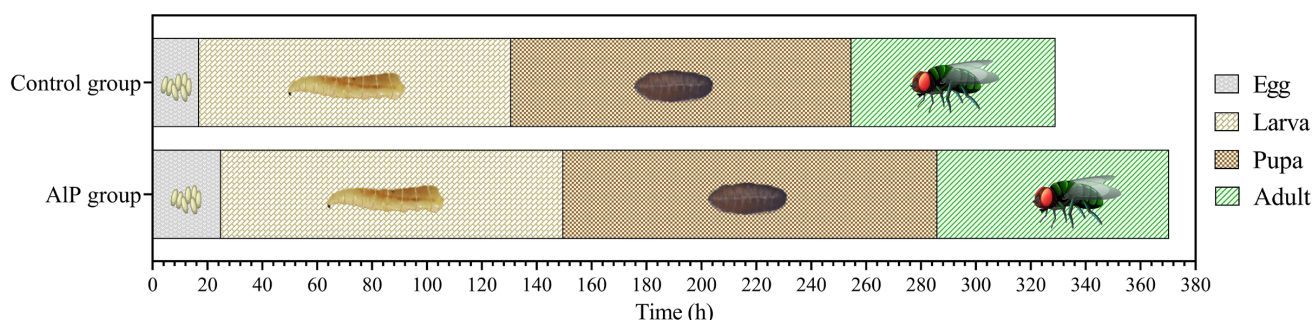 Control group
AlP group
0 20 40 60 80 100 120 140 160 180 200 220 240 260 280 300 320 340 360 380
Time (h)
Egg
Larva
Pupa
Adult